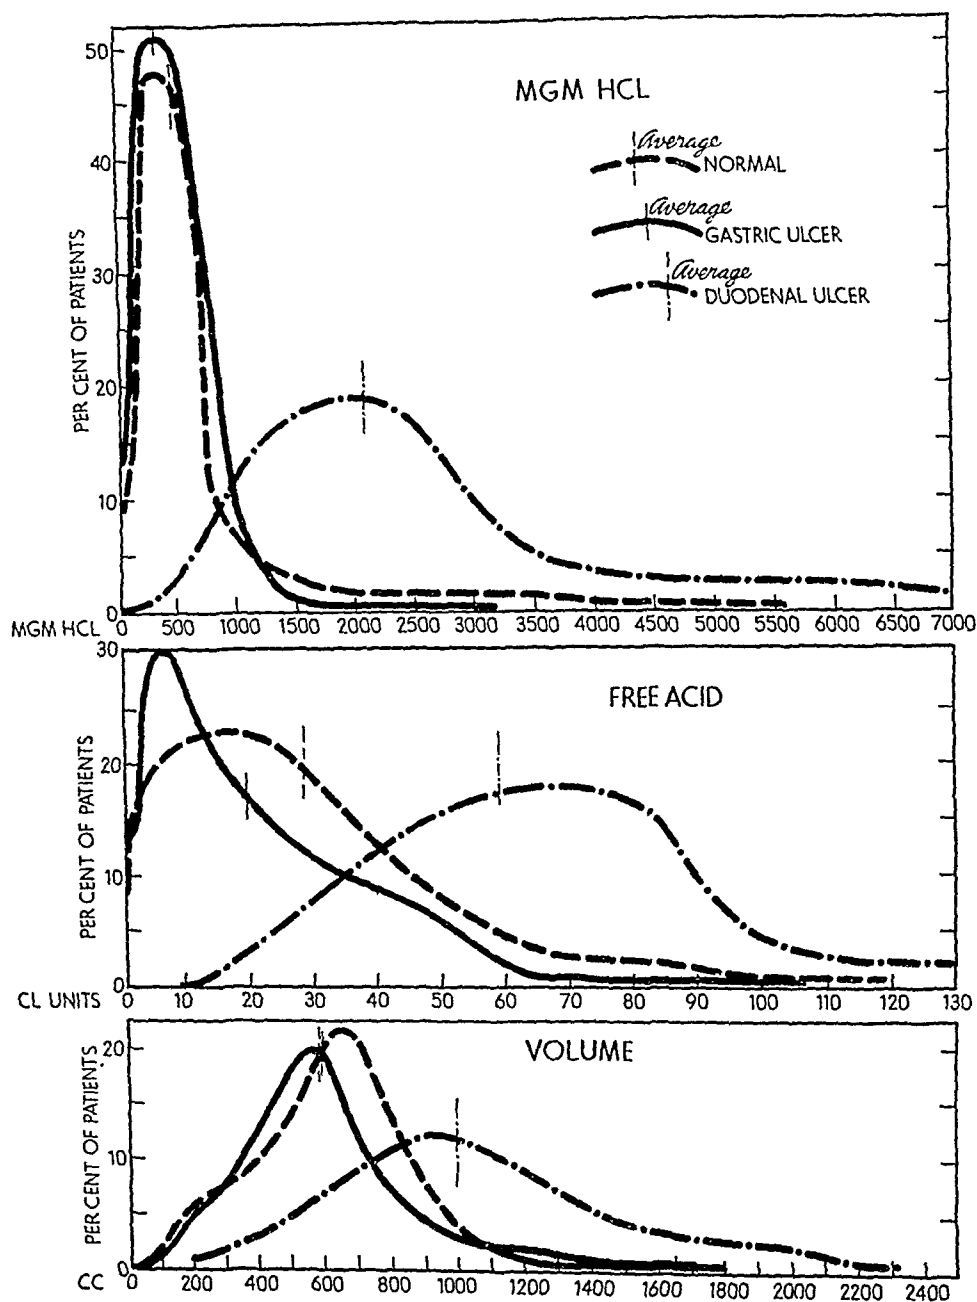 50
MGM HCL
Average
NORMAL
40
Average
GASTRIC ULCER
Average
DUODENAL ULCER
30
PER CENT OF PATIENTS
20
10
0
MGM HCL 0 500 1000 1500 2000 2500 3000 3500 4000 4500 5000 5500 6000 6500 7000
30
FREE ACID
20
PER CENT OF PATIENTS
10
0
CL UNITS 0 10 20 30 40 50 60 70 80 90 100 110 120 130
20
VOLUME
PER CENT OF PATIENTS
10
0
CC 0 200 400 600 800 1000 1200 1400 1600 1800 2000 2200 2400